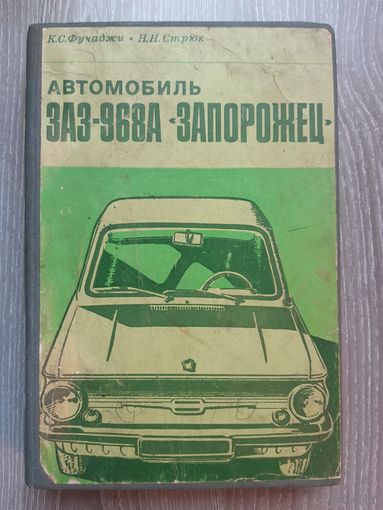 К.С.Фучаджи • Н.Н.Стрюк
АВТОМОБИЛЬ
ЗАЗ-968А «ЗАПОРОЖЕЦ»